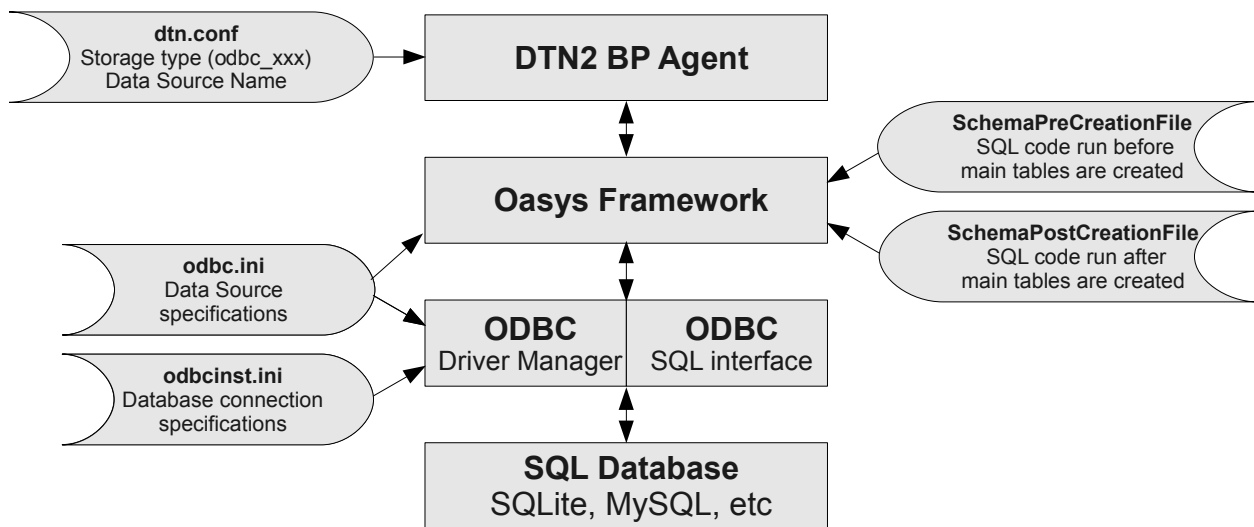 dtn.conf
Storage type (odbc_xxx)
Data Source Name
DTN2 BP Agent
SchemaPreCreationFile
SQL code run before
main tables are created
Oasys Framework
SchemaPostCreationFile
SQL code run after
main tables are created
odbc.ini
Data Source
specifications
ODBC
Driver Manager
ODBC
SQL interface
odbcinst.ini
Database connection
specifications
SQL Database
SQLite, MySQL, etc